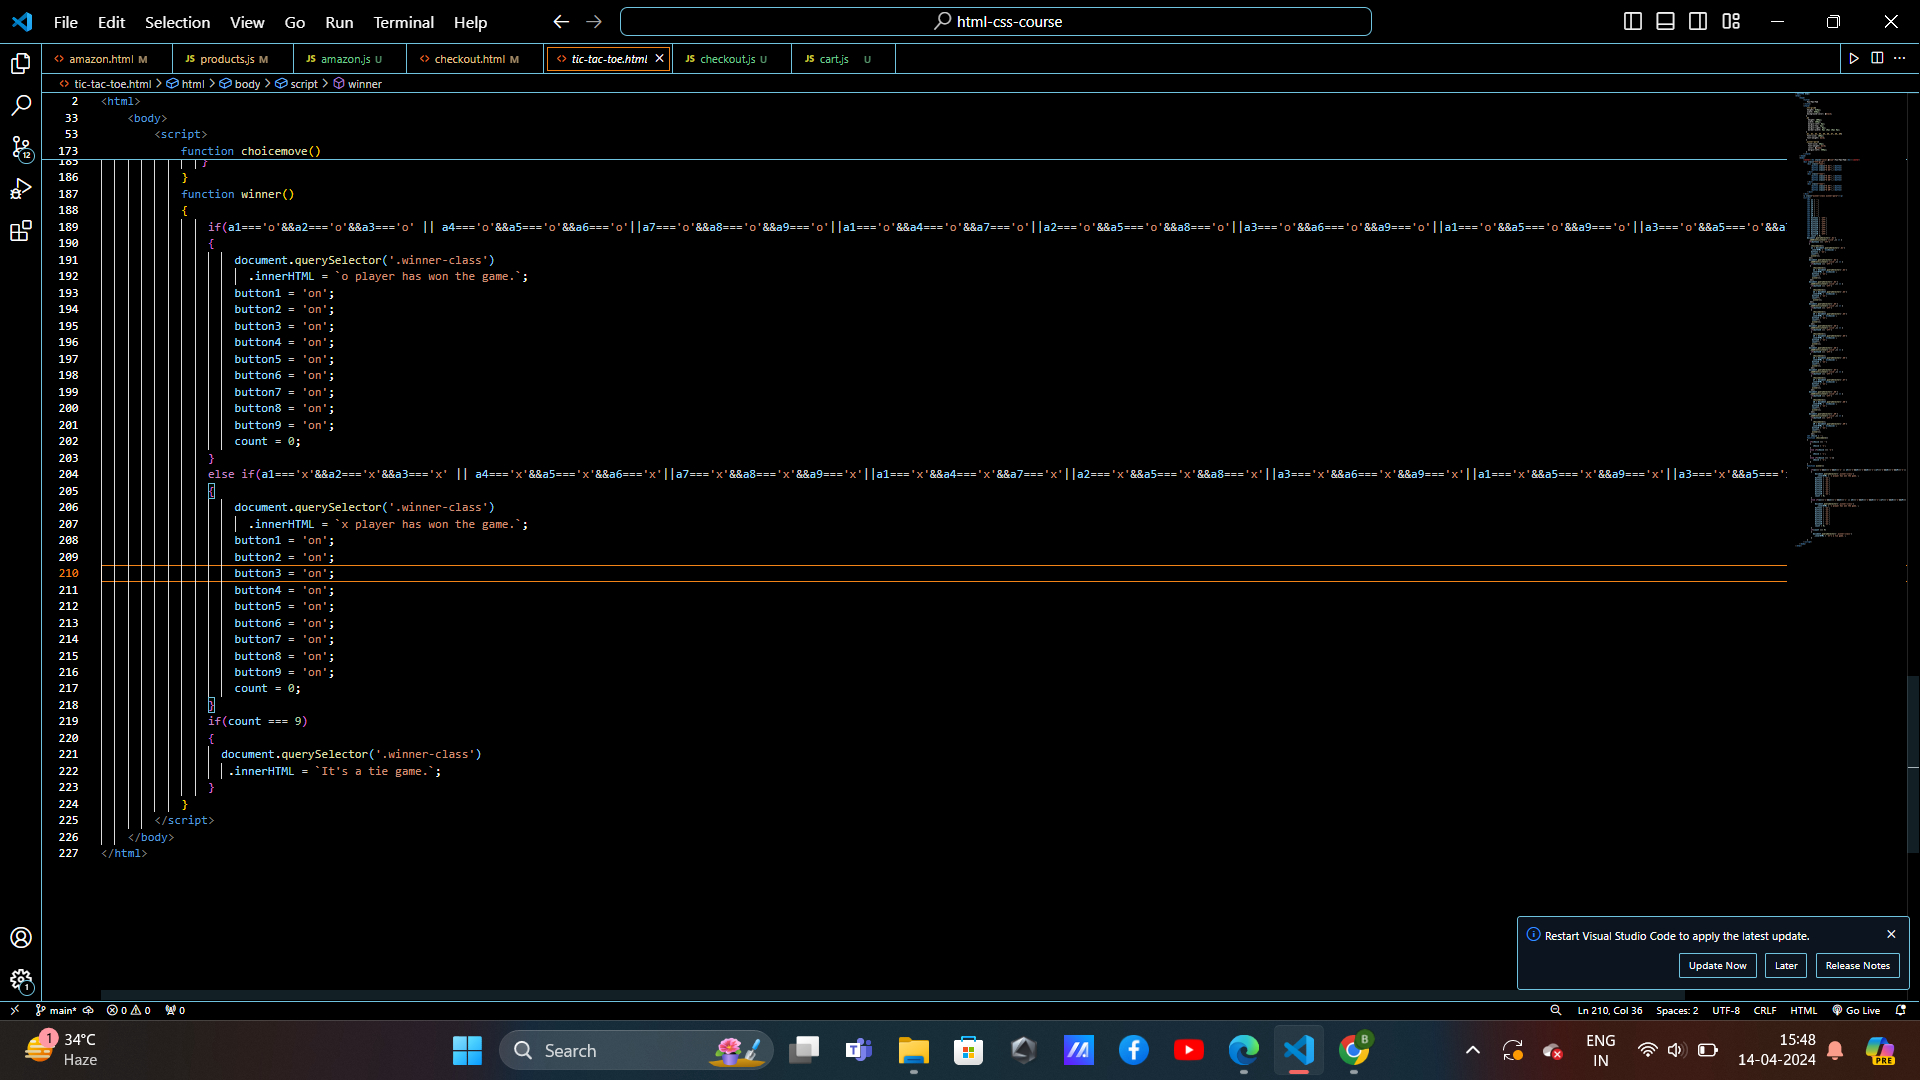 File Edit Selection View Go Run Terminal Help
html-css-course
amazon.html M
JS products.js M
JS amazon.js U
checkout.html M
tic-tac-toe.html
JS checkout.js U
JS cart.js U
tic-tac-toe.html > html > body > script > winner
2 <html>
33 <body>
53 <script>
173 function choicemove()
185 }
186 }
187 function winner()
188 {
189 if(a1==='o'&&a2==='o'&&a3==='o' || a4==='o'&&a5==='o'&&a6==='o'||a7==='o'&&a8==='o'&&a9==='o'||a1==='o'&&a4==='o'&&a7==='o'||a2==='o'&&a5==='o'&&a8==='o'||a3==='o'&&a6==='o'&&a9==='o'||a1==='o'&&a5==='o'&&a9==='o'||a3==='o'&&a5==='o'&&a
190 {
191 document.querySelector('.winner-class')
192 .innerHTML = `o player has won the game.`;
193 button1 = 'on';
194 button2 = 'on';
195 button3 = 'on';
196 button4 = 'on';
197 button5 = 'on';
198 button6 = 'on';
199 button7 = 'on';
200 button8 = 'on';
201 button9 = 'on';
202 count = 0;
203 }
204 else if(a1==='x'&&a2==='x'&&a3==='x' || a4==='x'&&a5==='x'&&a6==='x'||a7==='x'&&a8==='x'&&a9==='x'||a1==='x'&&a4==='x'&&a7==='x'||a2==='x'&&a5==='x'&&a8==='x'||a3==='x'&&a6==='x'&&a9==='x'||a1==='x'&&a5==='x'&&a9==='x'||a3==='x'&&a5==='x'
205 {
206 document.querySelector('.winner-class')
207 .innerHTML = `x player has won the game.`;
208 button1 = 'on';
209 button2 = 'on';
210 button3 = 'on';
211 button4 = 'on';
212 button5 = 'on';
213 button6 = 'on';
214 button7 = 'on';
215 button8 = 'on';
216 button9 = 'on';
217 count = 0;
218 }
219 if(count === 9)
220 {
221 document.querySelector('.winner-class')
222 .innerHTML = `It's a tie game.`;
223 }
224 }
225 </script>
226 </body>
227 </html>
12
1
Restart Visual Studio Code to apply the latest update.
Update Now Later Release Notes
main* 0 0 0
Ln 210, Col 36 Spaces: 2 UTF-8 CRLF HTML Go Live
1 34°C
Haze
Search
B
ENG
IN
15:48
14-04-2024
PRE